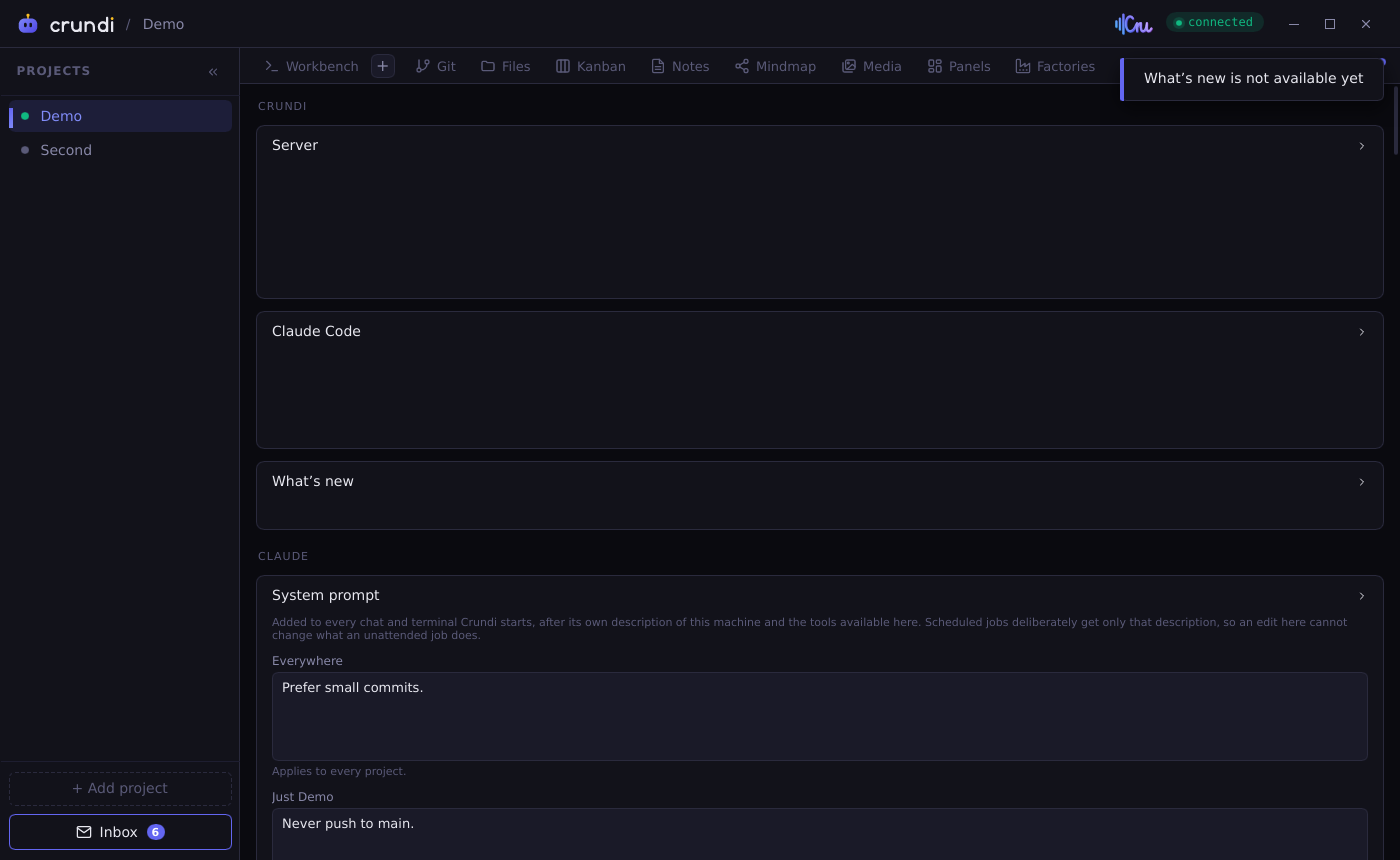 crundi / Demo
Cru
connected
PROJECTS
Demo
Second
+ Add project
Inbox 6
Workbench + Git Files Kanban Notes Mindmap Media Panels Factories
What’s new is not available yet
CRUNDI
Server
Claude Code
What’s new
CLAUDE
System prompt
Added to every chat and terminal Crundi starts, after its own description of this machine and the tools available here. Scheduled jobs deliberately get only that description, so an edit here cannot
change what an unattended job does.
Everywhere
Prefer small commits.
Applies to every project.
Just Demo
Never push to main.